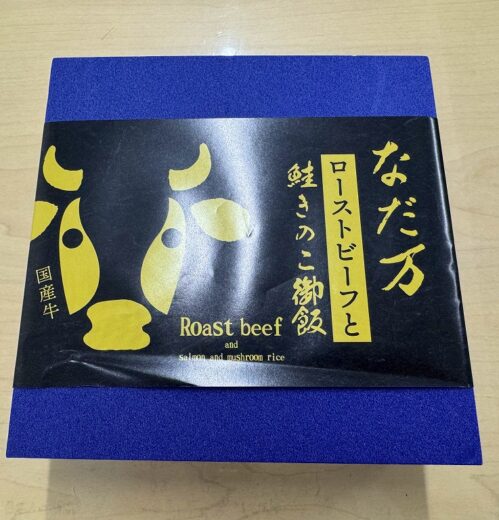 なだ万
ローストビーフと
鮭きのこ御飯
国産牛
Roast beef
and
salmon and mushroom rice